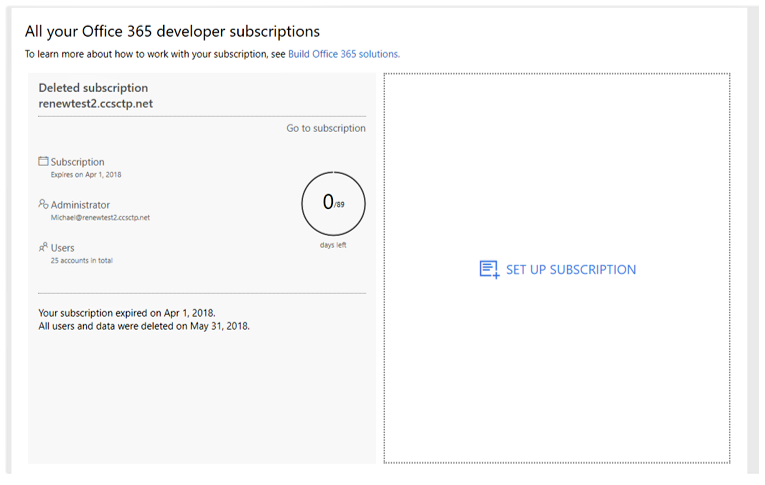 All your Office 365 developer subscriptions
To learn more about how to work with your subscription, see Build Office 365 solutions.
Deleted subscription
renewtest2.ccsctp.net
Go to subscription
Subscription
Expires on Apr 1, 2018
Administrator
Michael@renewtest2.ccsctp.net
Users
25 accounts in total
0/89
days left
Your subscription expired on Apr 1, 2018.
All users and data were deleted on May 31, 2018.
SET UP SUBSCRIPTION